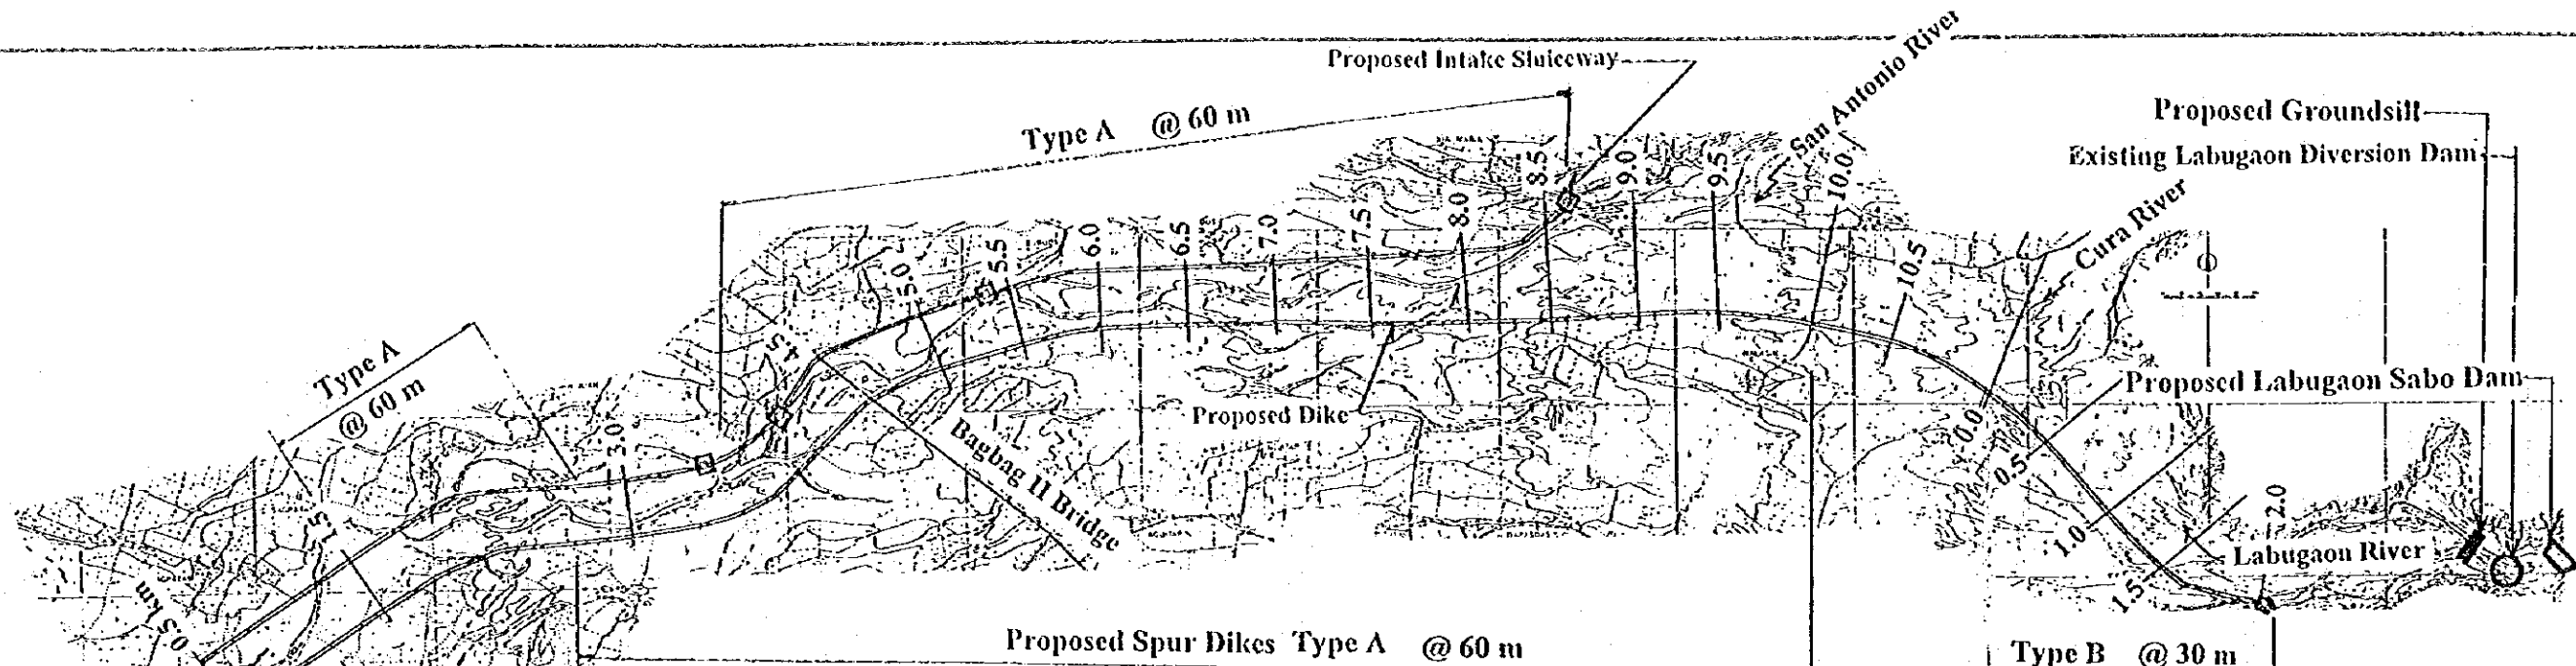 Proposed Intake Sluiceway
San Antonio River
Type A @ 60 m
Proposed Groundsill
Existing Labugaon Diversion Dam
Cura River
8.5
9.0
9.5
10.0
10.5
8.0
7.5
7.0
6.5
6.0
5.5
5.0
4.5
Type A
@ 60 m
3.0
1.5
0.5 km
Proposed Dike
Bagbag II Bridge
Proposed Labugaon Sabo Dam
0.0
0.5
1.0
1.5
2.0
Labugaon River
Proposed Spur Dikes Type A @ 60 m
Type B @ 30 m